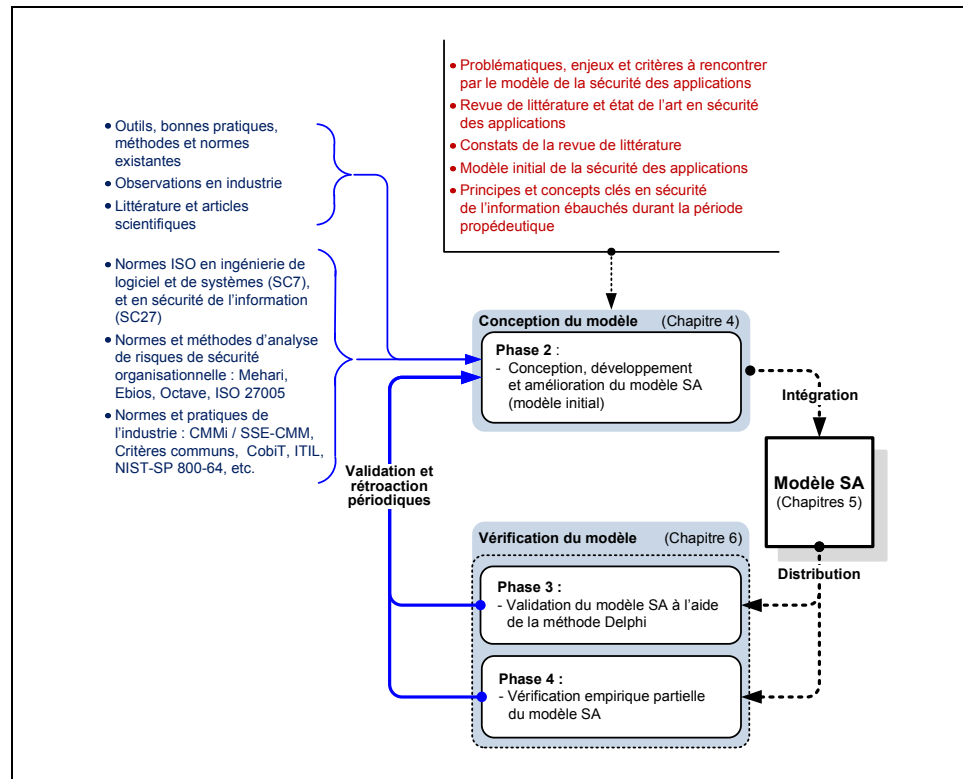 • Problématiques, enjeux et critères à rencontrer
par le modèle de la sécurité des applications
• Revue de littérature et état de l'art en sécurité
des applications
• Constats de la revue de littérature
• Modèle initial de la sécurité des applications
• Principes et concepts clés en sécurité
de l'information ébauchés durant la période
propédeutique
• Outils, bonnes pratiques,
méthodes et normes
existantes
• Observations en industrie
• Littérature et articles
scientifiques
• Normes ISO en ingénierie de
logiciel et de systèmes (SC7),
et en sécurité de l'information
(SC27)
• Normes et méthodes d'analyse
de risques de sécurité
organisationnelle : Mehari,
Ebios, Octave, ISO 27005
• Normes et pratiques de
l'industrie : CMMi / SSE-CMM,
Critères communs, CobiT, ITIL,
NIST-SP 800-64, etc.
Conception du modèle (Chapitre 4)
Phase 2 :
- Conception, développement
et amélioration du modèle SA
(modèle initial)
Intégration
Modèle SA
(Chapitres 5)
Distribution
Validation et
rétroaction
périodiques
Vérification du modèle (Chapitre 6)
Phase 3 :
- Validation du modèle SA à l'aide
de la méthode Delphi
Phase 4 :
- Vérification empirique partielle
du modèle SA